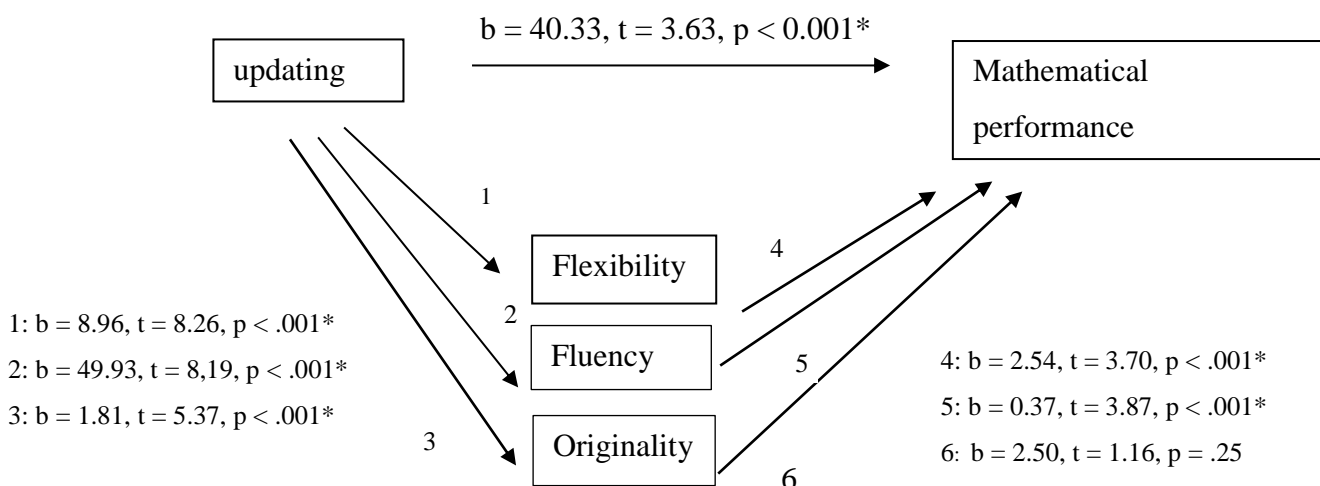 b = 40.33, t = 3.63, p < 0.001*
updating
Mathematical
performance
1
Flexibility
4
2
Fluency
5
3
Originality
6
1: b = 8.96, t = 8.26, p < .001*
2: b = 49.93, t = 8,19, p < .001*
3: b = 1.81, t = 5.37, p < .001*
4: b = 2.54, t = 3.70, p < .001*
5: b = 0.37, t = 3.87, p < .001*
6: b = 2.50, t = 1.16, p = .25